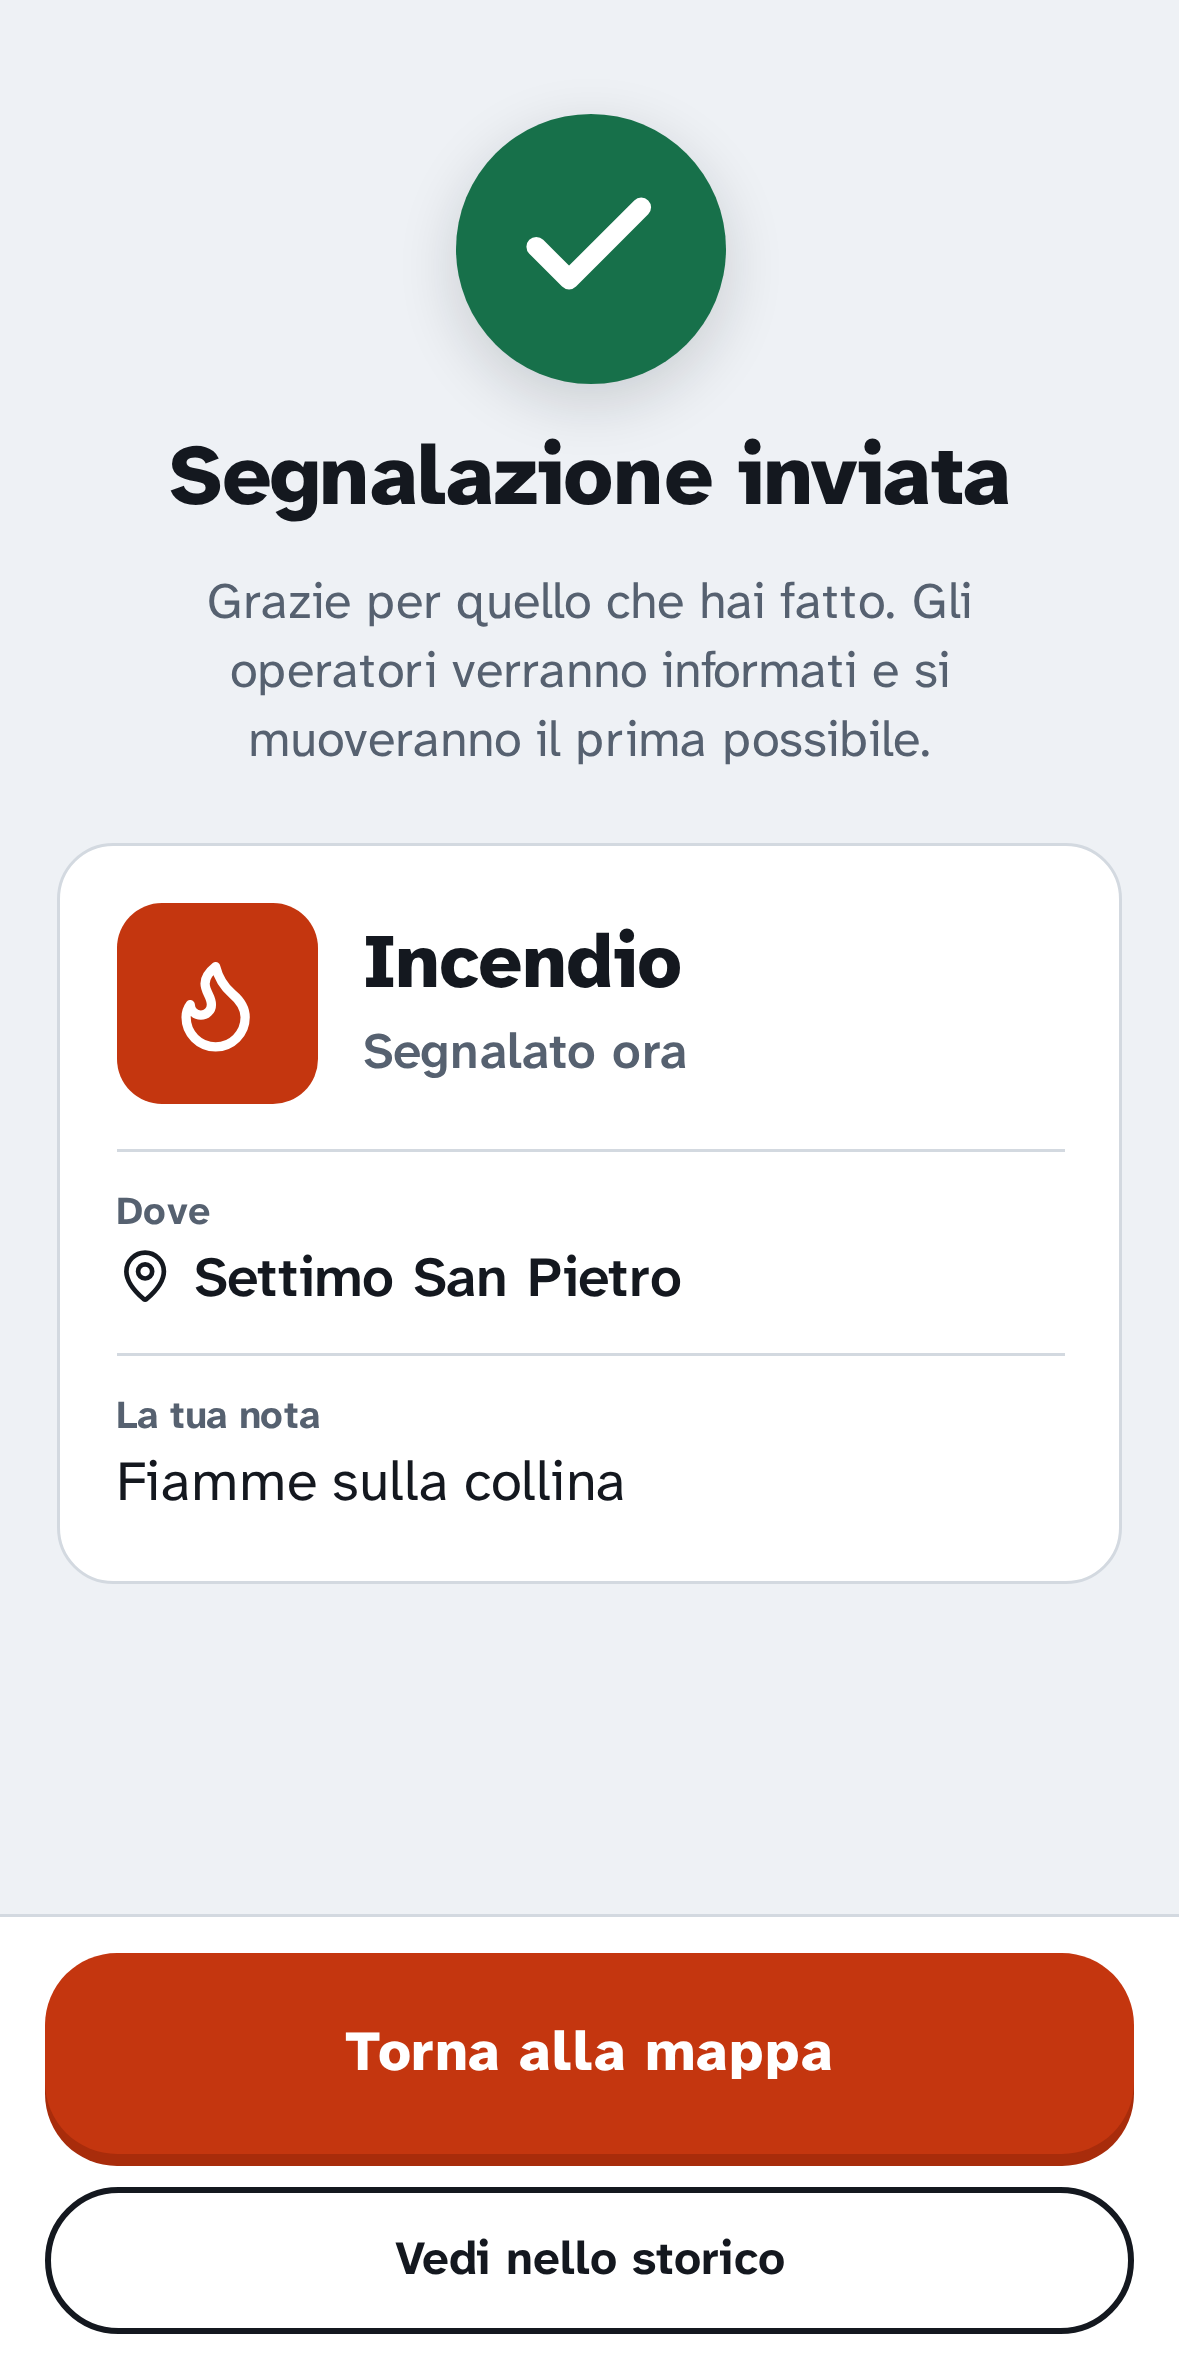 Segnalazione inviata
Grazie per quello che hai fatto. Gli
operatori verranno informati e si
muoveranno il prima possibile.
Incendio
Segnalato ora
Dove
Settimo San Pietro
La tua nota
Fiamme sulla collina
Torna alla mappa
Vedi nello storico